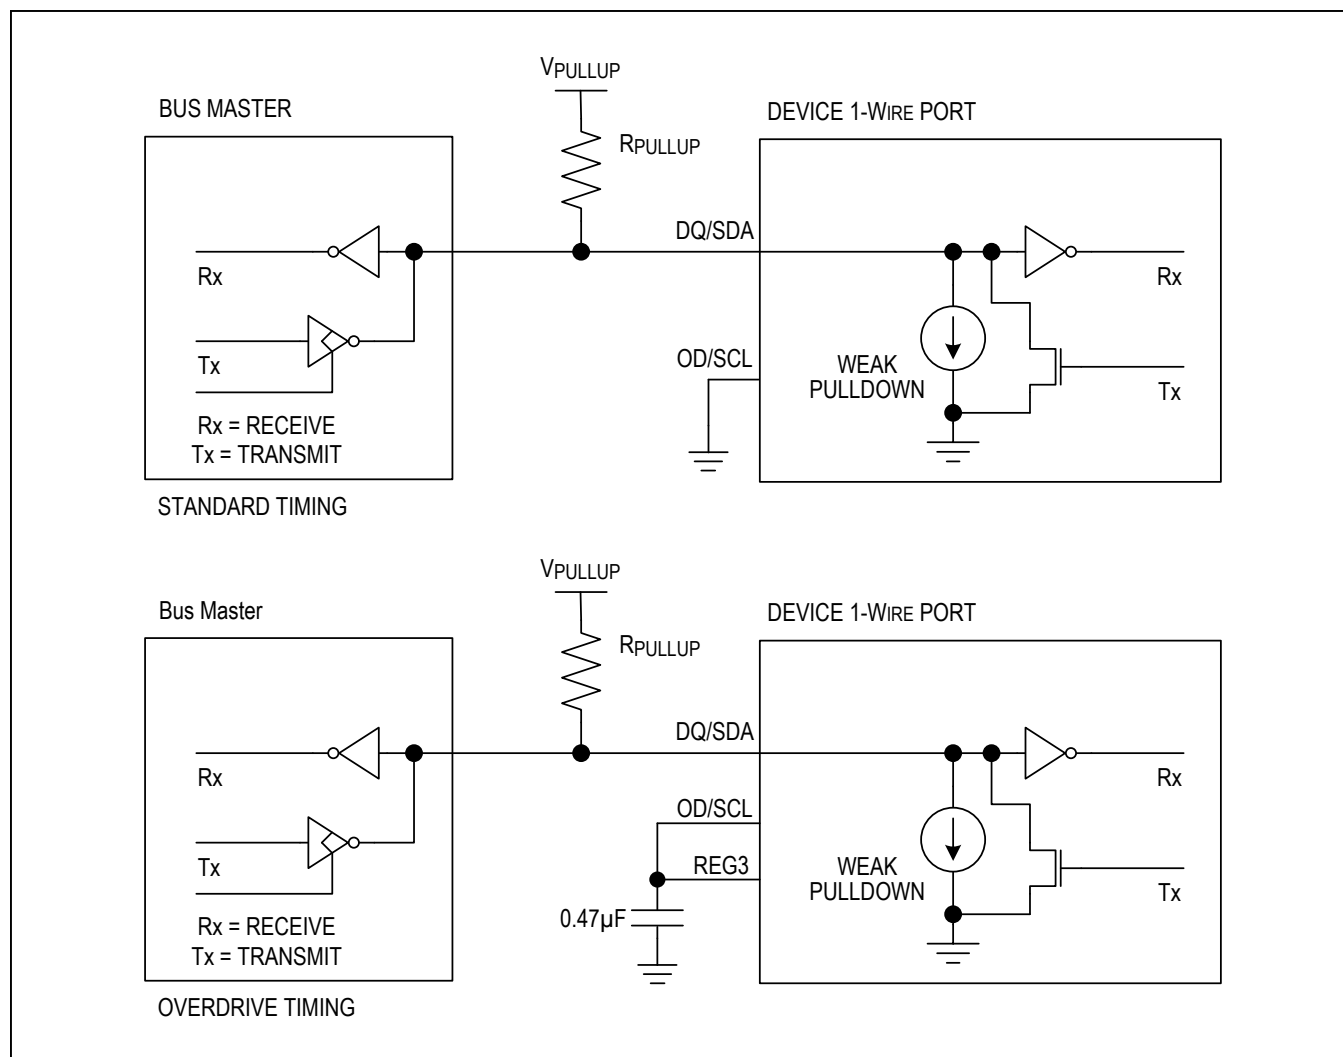 VPULLUP
BUS MASTER
DEVICE 1-WIRE PORT
RPULLUP
DQ/SDA
Rx
Rx
Tx
OD/SCL
WEAK
PULLDOWN
Tx
Rx = RECEIVE
Tx = TRANSMIT
STANDARD TIMING
VPULLUP
Bus Master
DEVICE 1-WIRE PORT
RPULLUP
DQ/SDA
Rx
Rx
OD/SCL
Tx
REG3
WEAK
PULLDOWN
Tx
0.47µF
Rx = RECEIVE
Tx = TRANSMIT
OVERDRIVE TIMING